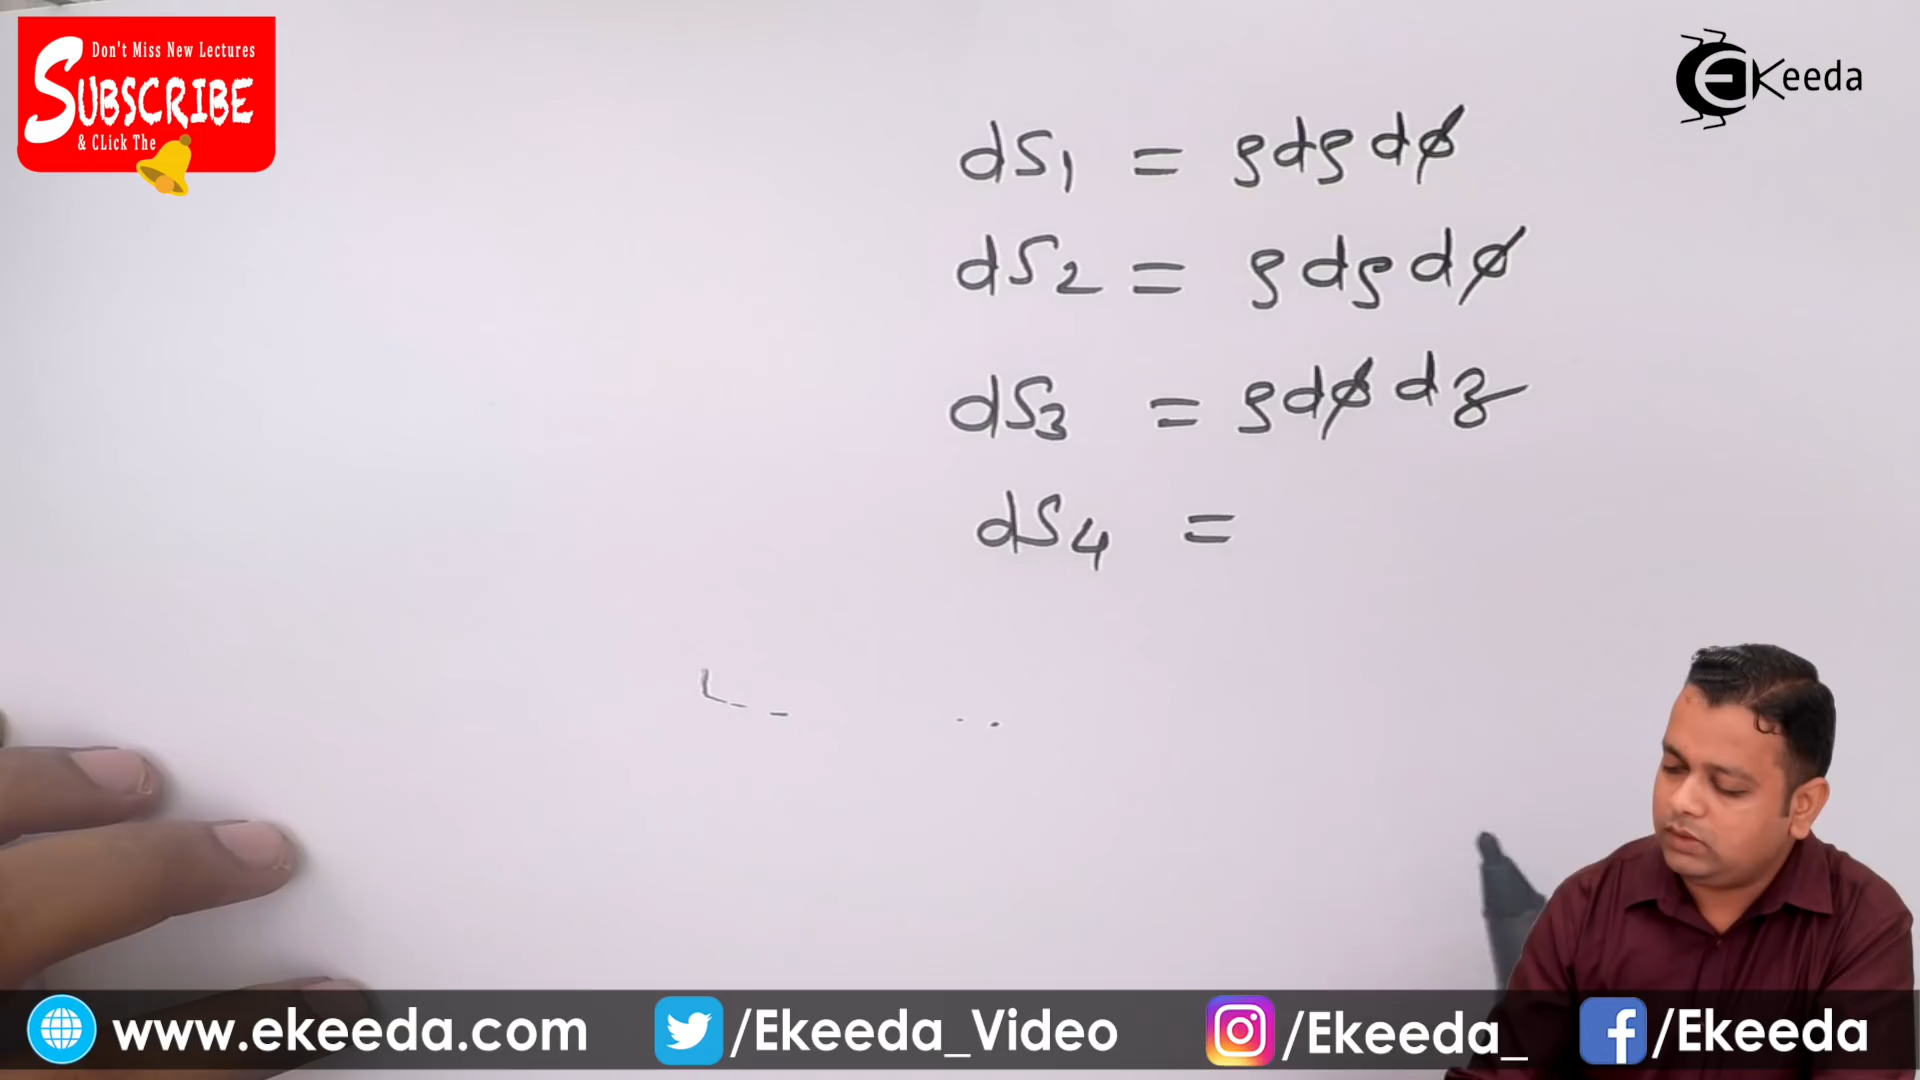 Don't Miss New Lectures
SUBSCRIBE
& CLick The
Ekeeda
dS₁ = ρdρdϕ
dS₂ = ρdρdϕ
dS₃ = ρdϕdz
dS₄ =
www.ekeeda.com /Ekeeda_Video /Ekeeda_ /Ekeeda